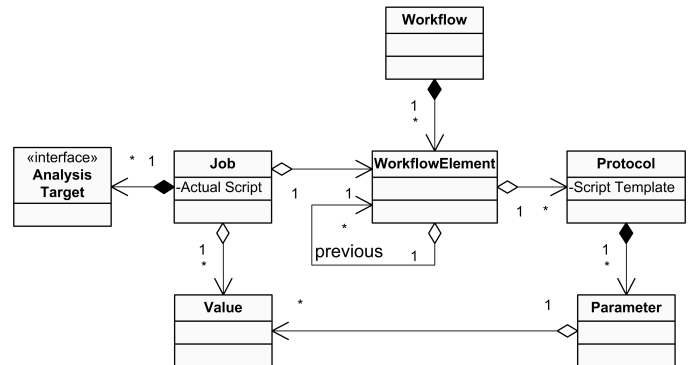 Workflow
1
*
«interface»
Analysis
Target
* 1
Job
-Actual Script
1
WorkflowElement
1
*
previous
1
1 *
Protocol
-Script Template
1
*
1
*
Value
*
1
Parameter